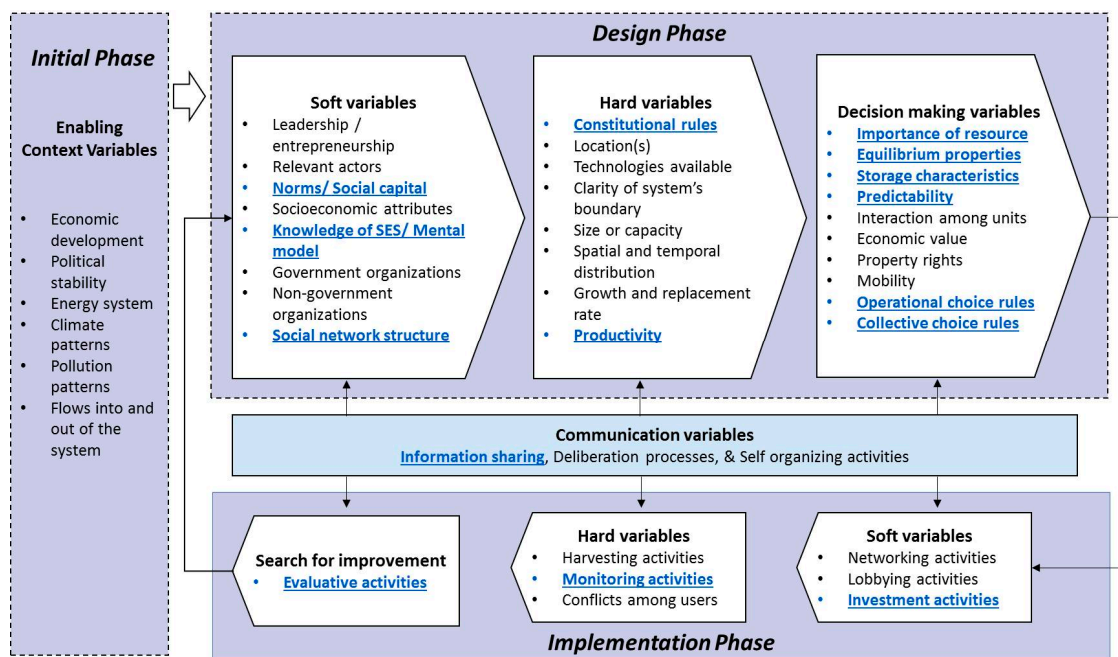 Initial Phase
Enabling
Context Variables
• Economic
development
• Political
stability
• Energy system
• Climate
patterns
• Pollution
patterns
• Flows into and
out of the
system
Design Phase
Soft variables
• Leadership /
entrepreneurship
• Relevant actors
• Norms/ Social capital
• Socioeconomic attributes
• Knowledge of SES/ Mental
model
• Government organizations
• Non-government
organizations
• Social network structure
Hard variables
• Constitutional rules
• Location(s)
• Technologies available
• Clarity of system's
boundary
• Size or capacity
• Spatial and temporal
distribution
• Growth and replacement
rate
• Productivity
Decision making variables
• Importance of resource
• Equilibrium properties
• Storage characteristics
• Predictability
• Interaction among units
• Economic value
• Property rights
• Mobility
• Operational choice rules
• Collective choice rules
Communication variables
Information sharing, Deliberation processes, & Self organizing activities
Search for improvement
• Evaluative activities
Hard variables
• Harvesting activities
• Monitoring activities
• Conflicts among users
Soft variables
• Networking activities
• Lobbying activities
• Investment activities
Implementation Phase